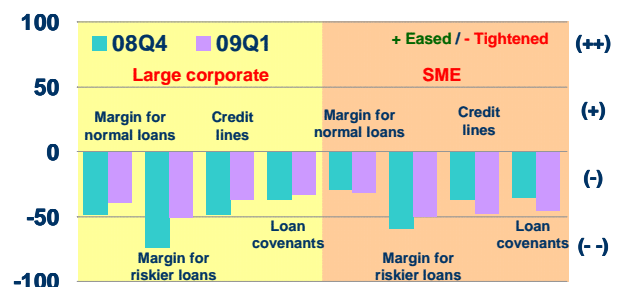 100
08Q4
09Q1
+ Eased / - Tightened
(++)
Large corporate
SME
50
Margin for
normal loans
Credit
lines
Margin for
normal loans
Credit
lines
(+)
0
(-)
-50
Loan
covenants
Loan
covenants
(- -)
Margin for
riskier loans
Margin for
riskier loans
-100